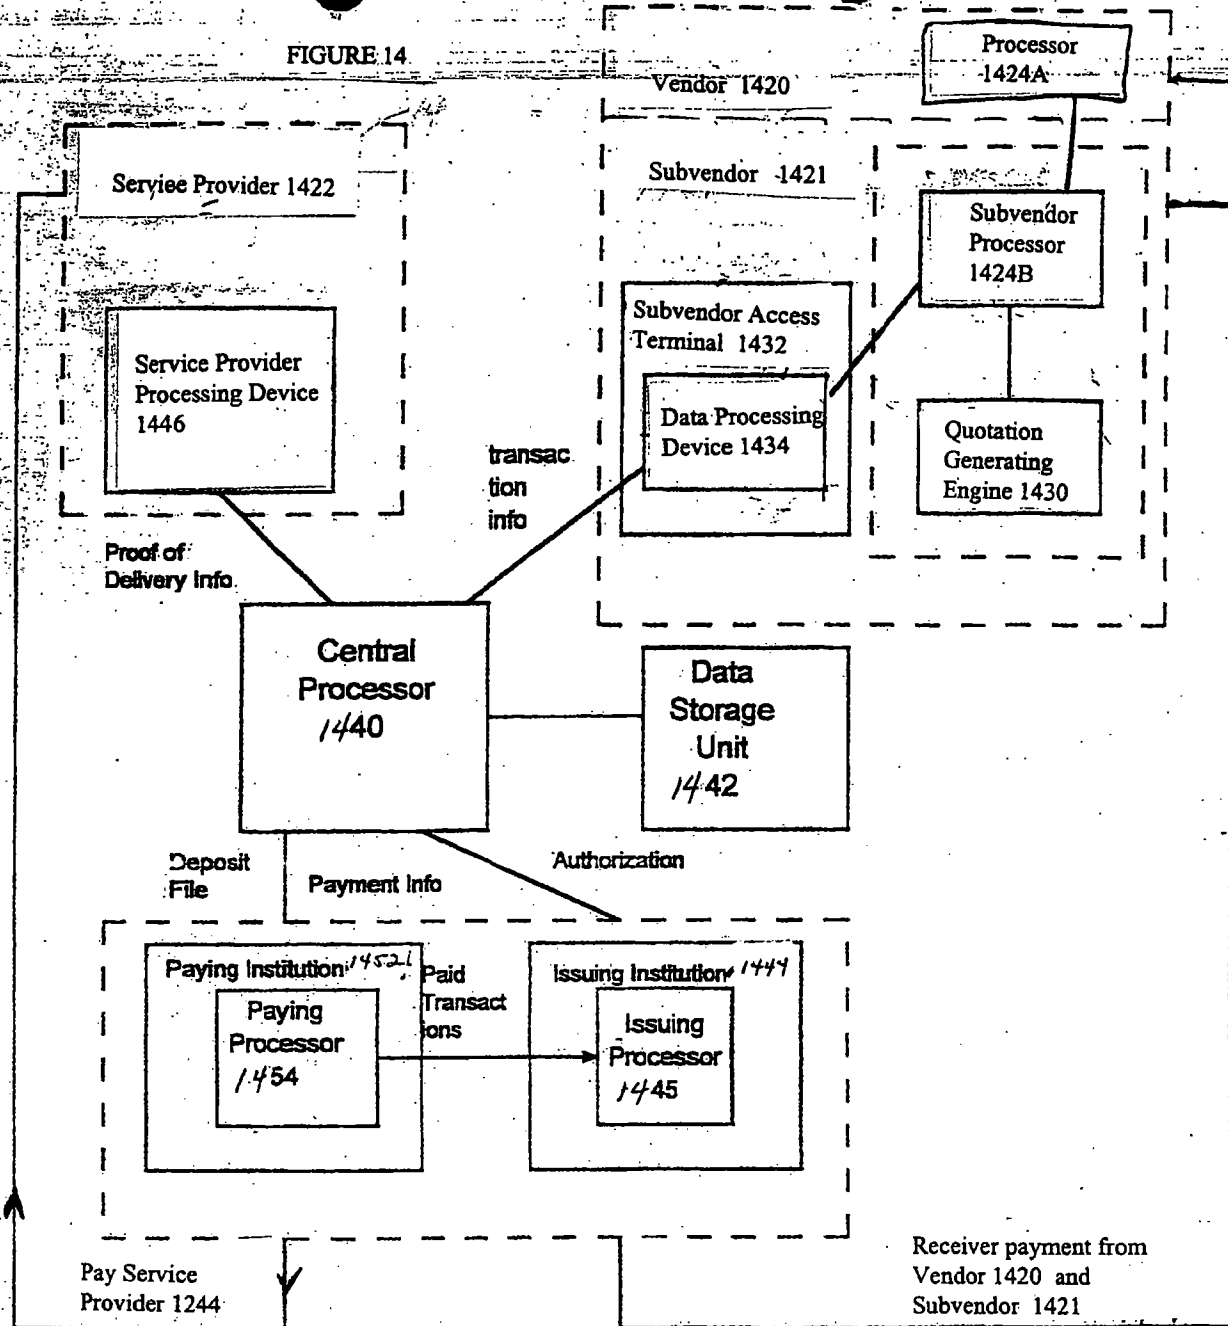 FIGURE 14
Processor
1424A
Vendor 1420
Service Provider 1422
Subvendor 1421
Subvendor
Processor
1424B
Subvendor Access
Terminal 1432
Service Provider
Processing Device
1446
Data Processing
Device 1434
Quotation
Generating
Engine 1430
transac
tion
info
Proof of
Delivery Info.
Central
Processor
1440
Data
Storage
Unit
1442
Deposit
File
Payment Info
Authorization
Paying Institution 1452
Paid
Transact
ions
Issuing Institution 1444
Paying
Processor
1454
Issuing
Processor
1445
Pay Service
Provider 1244
Receiver payment from
Vendor 1420 and
Subvendor 1421